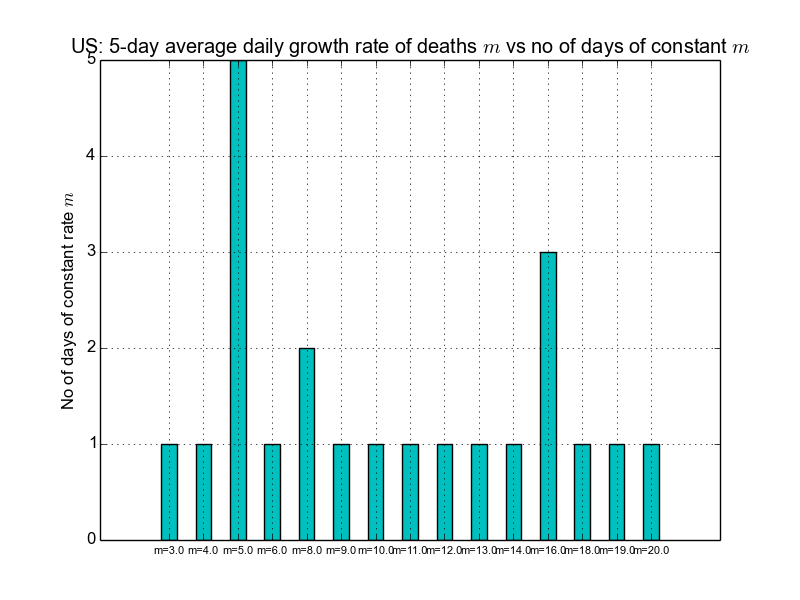 US: 5-day average daily growth rate of deaths m vs no of days of constant m
5
4
3
2
1
0
No of days of constant rate m
m=3.0 m=4.0 m=5.0 m=6.0 m=8.0 m=9.0 m=10.0 m=11.0 m=12.0 m=13.0 m=14.0 m=16.0 m=18.0 m=19.0 m=20.0